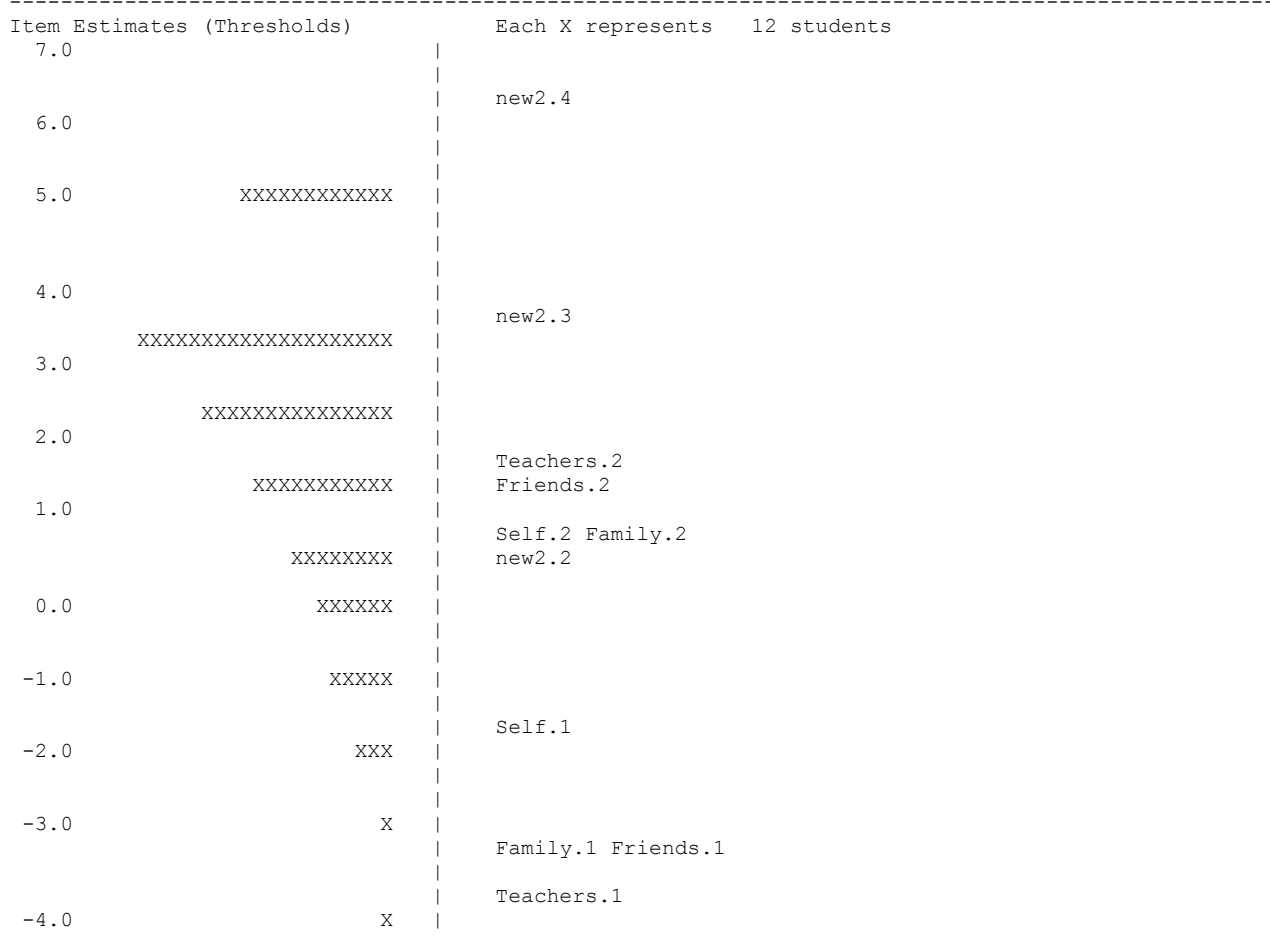 ---------------------------------------------------------------------------------------------------
Item Estimates (Thresholds) Each X represents 12 students
7.0 |
|
| new2.4
6.0 |
|
|
5.0 XXXXXXXXXXXX |
|
|
|
4.0 |
| new2.3
XXXXXXXXXXXXXXXXXXXX |
3.0 |
|
XXXXXXXXXXXXXXX |
2.0 |
| Teachers.2
XXXXXXXXXXX | Friends.2
1.0 |
| Self.2 Family.2
XXXXXXXX | new2.2
|
0.0 XXXXXX |
|
|
-1.0 XXXXX |
|
| Self.1
-2.0 XXX |
|
|
-3.0 X |
| Family.1 Friends.1
| Teachers.1
-4.0 X |